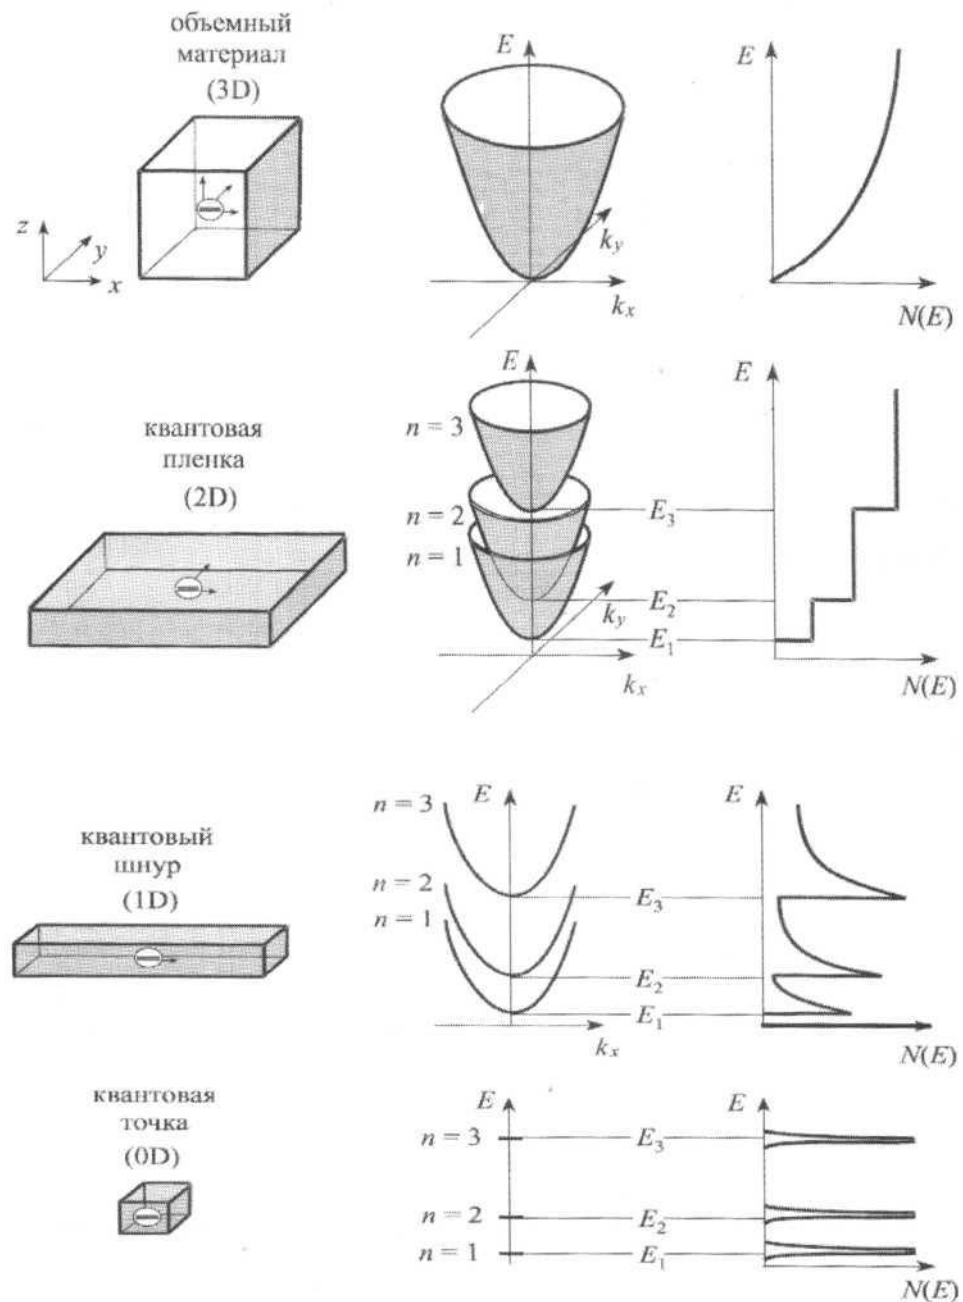 объемный
материал
(3D)
z
y
x
E
k_y
k_x
E
N(E)
квантовая
пленка
(2D)
E
n = 3
n = 2
n = 1
k_y
k_x
E_3
E_2
E_1
E
N(E)
квантовый
шнур
(1D)
n = 3
n = 2
n = 1
E
k_x
E_3
E_2
E_1
E
N(E)
квантовая
точка
(0D)
E
n = 3
n = 2
n = 1
E_3
E_2
E_1
E
N(E)